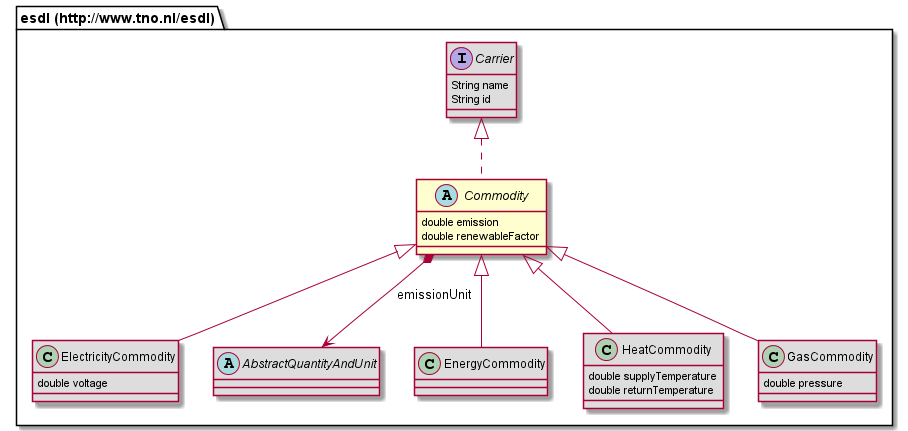 esdl (http://www.tno.nl/esdl)
I Carrier
String name
String id
A Commodity
double emission
double renewableFactor
emissionUnit
C ElectricityCommodity
double voltage
A AbstractQuantityAndUnit
C EnergyCommodity
C HeatCommodity
double supplyTemperature
double returnTemperature
C GasCommodity
double pressure